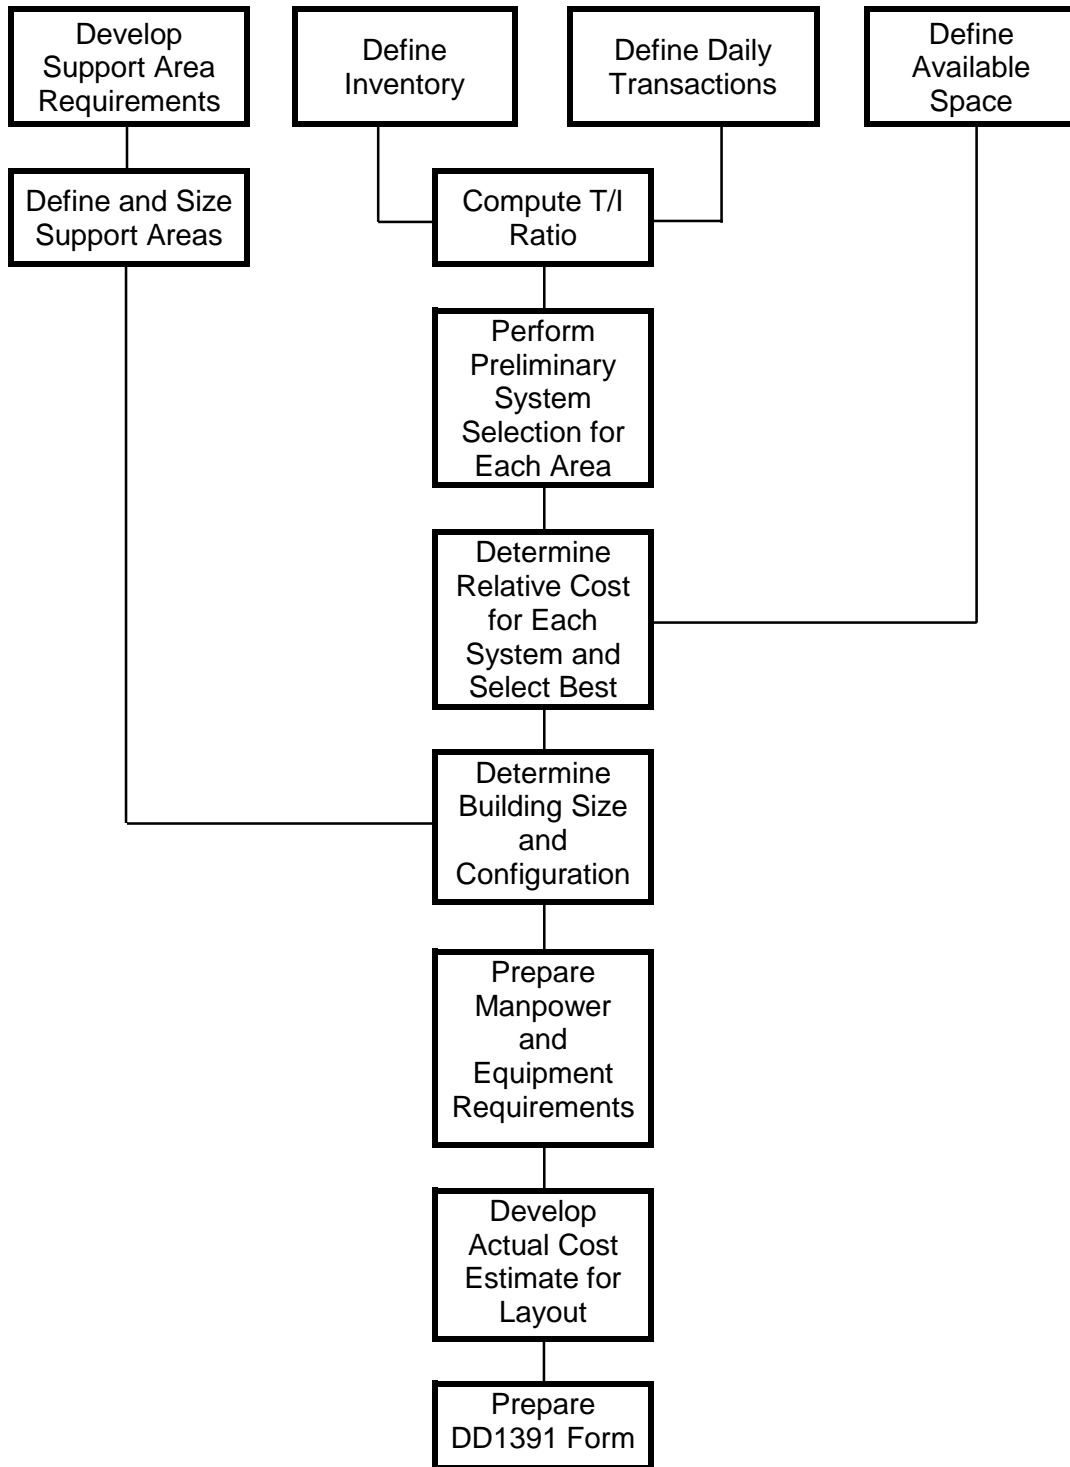 Develop
Support Area
Requirements
Define
Inventory
Define Daily
Transactions
Define
Available
Space
Define and Size
Support Areas
Compute T/I
Ratio
Perform
Preliminary
System
Selection for
Each Area
Determine
Relative Cost
for Each
System and
Select Best
Determine
Building Size
and
Configuration
Prepare
Manpower
and
Equipment
Requirements
Develop
Actual Cost
Estimate for
Layout
Prepare
DD1391 Form